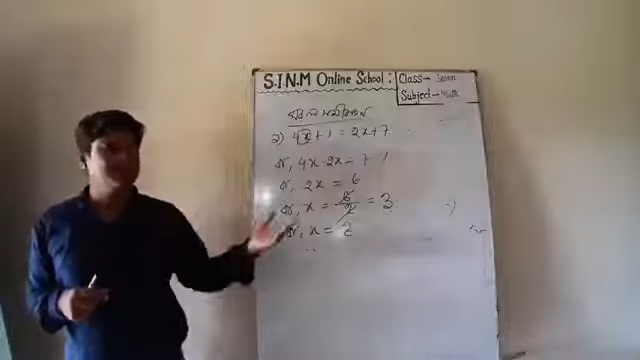 S.I.N.M Online School :
Class- Seven
Subject- Math
সরল সমীকরণ
২) 4x + 1 = 2x + 7
বা, 4x - 2x = 7 - 1
বা, 2x = 6
বা, x = 6/2 = 3
বা, x = 2